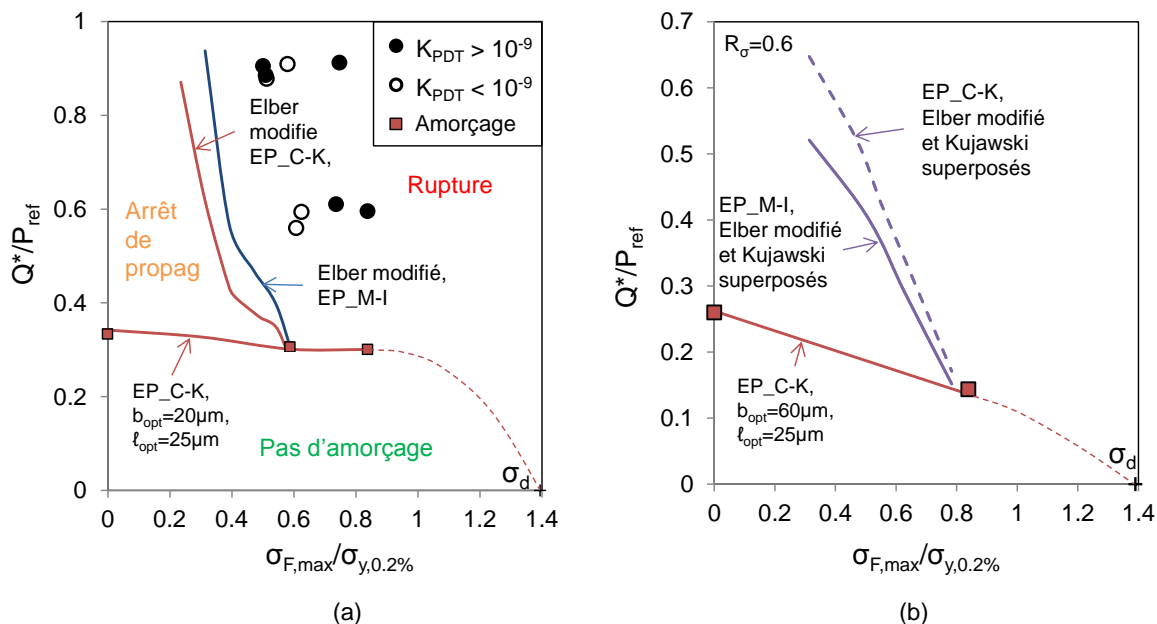 1
0.8
0.6
0.4
0.2
0
Q*/P_ref
K_PDT > 10^-9
K_PDT < 10^-9
Amorçage
Elber
modifie
EP_C-K,
Rupture
Arrêt
de
propag
Elber modifié,
EP_M-I
EP_C-K,
b_opt=20µm,
ℓ_opt=25µm
Pas d'amorçage
σ_d
0 0.2 0.4 0.6 0.8 1 1.2 1.4
σ_F,max/σ_y,0.2%
(a)
0.7
0.6
0.5
0.4
0.3
0.2
0.1
0
Q*/P_ref
R_σ=0.6
EP_C-K,
Elber modifié
et Kujawski
superposés
EP_M-I,
Elber modifié
et Kujawski
superposés
EP_C-K,
b_opt=60µm,
ℓ_opt=25µm
σ_d
0 0.2 0.4 0.6 0.8 1 1.2 1.4
σ_F,max/σ_y,0.2%
(b)